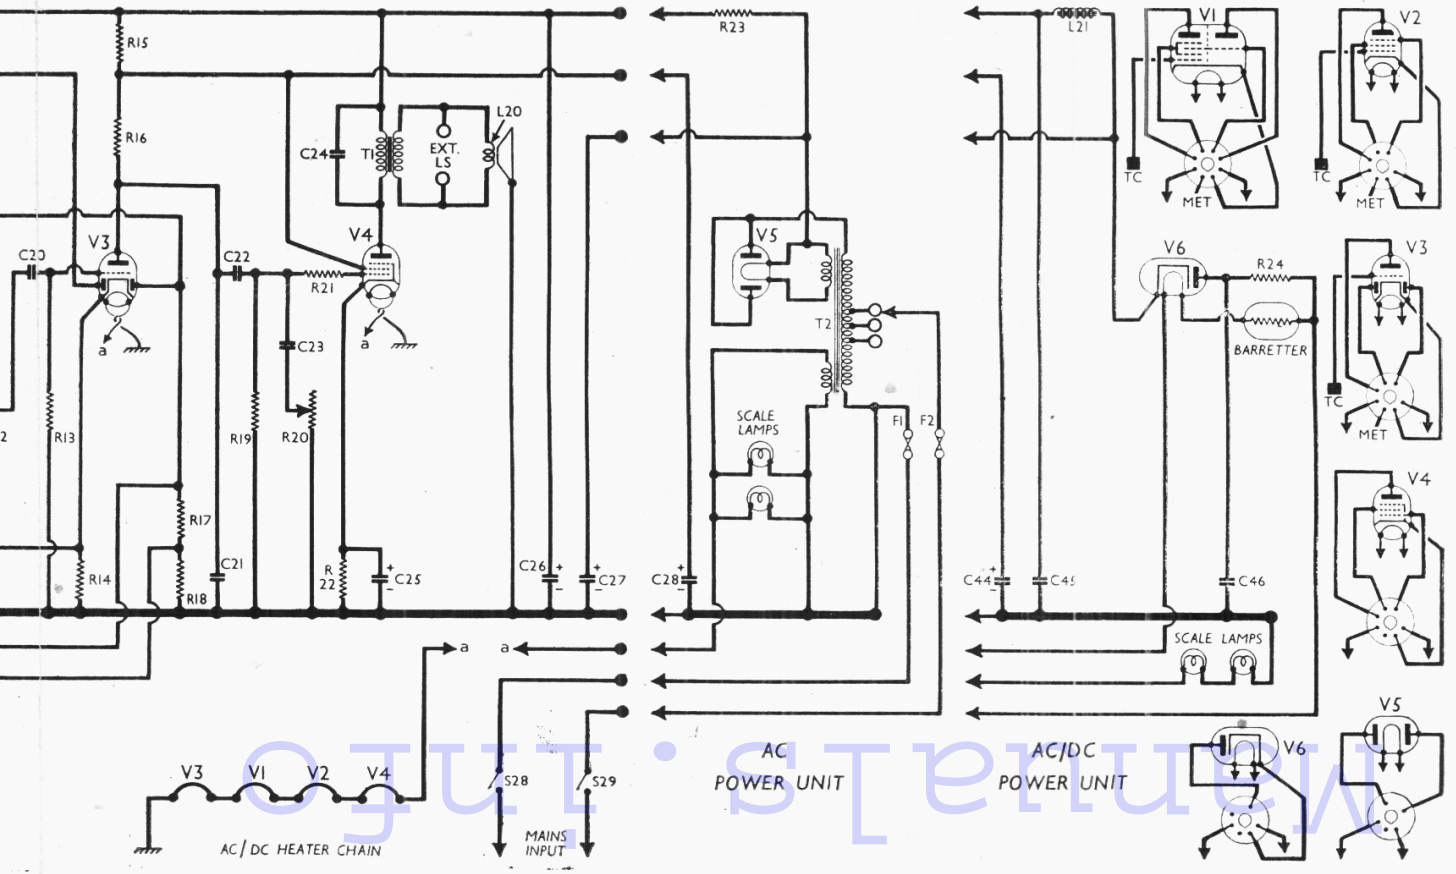 R15
R23
L21
V1
V2
R16
C24
T1
EXT.
LS
L20
TC
MET
TC
MET
C20
V3
C22
R21
V4
V5
V6
R24
V3
T2
BARRETTER
a
C23
a
TC
MET
2
R13
R19
R20
SCALE
LAMPS
F1
F2
V4
R17
R14
R18
C21
R
22
+
-
C25
C26
+
-
+
-
C27
C28
+
-
C44
+
-
C45
C46
a
a
SCALE LAMPS
V3
V1
V2
V4
S28
S29
AC
POWER UNIT
AC/DC
POWER UNIT
V6
V5
AC/DC HEATER CHAIN
MAINS
INPUT
Manuals.info